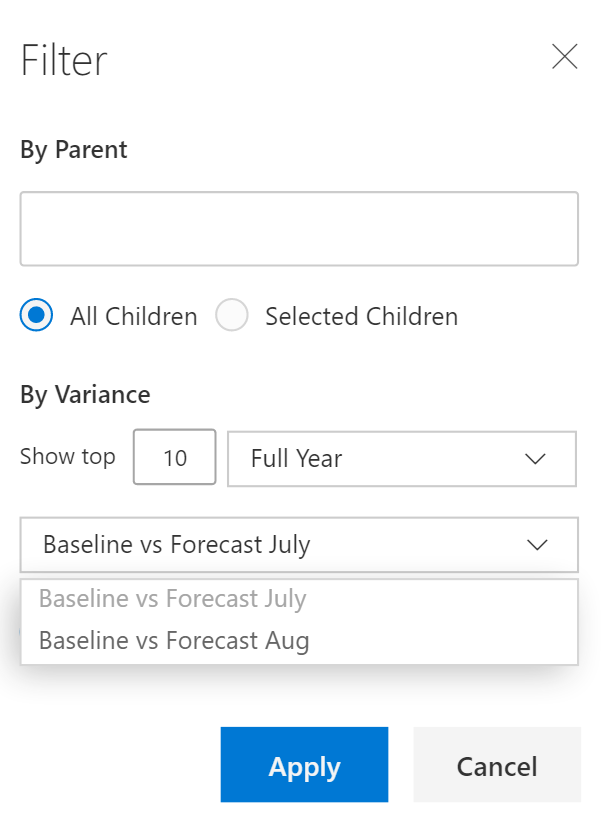 Filter
By Parent
All Children Selected Children
By Variance
Show top 10 Full Year
Baseline vs Forecast July
Baseline vs Forecast July
Baseline vs Forecast Aug
Apply Cancel